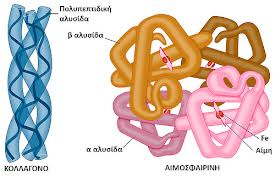 Πολυπεπτιδική
αλυσίδα
β αλυσίδα
Fe
Αίμη
α αλυσίδα
ΚΟΛΛΑΓΟΝΟ
ΑΙΜΟΣΦΑΙΡΙΝΗ